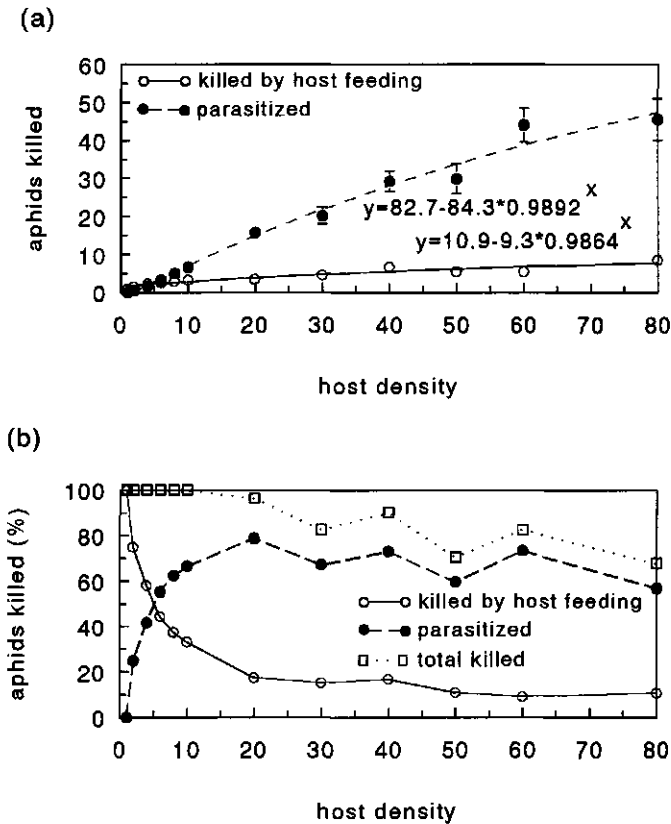 (a)
60
50
40
30
20
10
0
aphids killed
killed by host feeding
parasitized
y=82.7-84.3*0.9892 x
y=10.9-9.3*0.9864 x
0 10 20 30 40 50 60 70 80
host density
(b)
100
80
60
40
20
0
aphids killed (%)
killed by host feeding
parasitized
total killed
0 10 20 30 40 50 60 70 80
host density